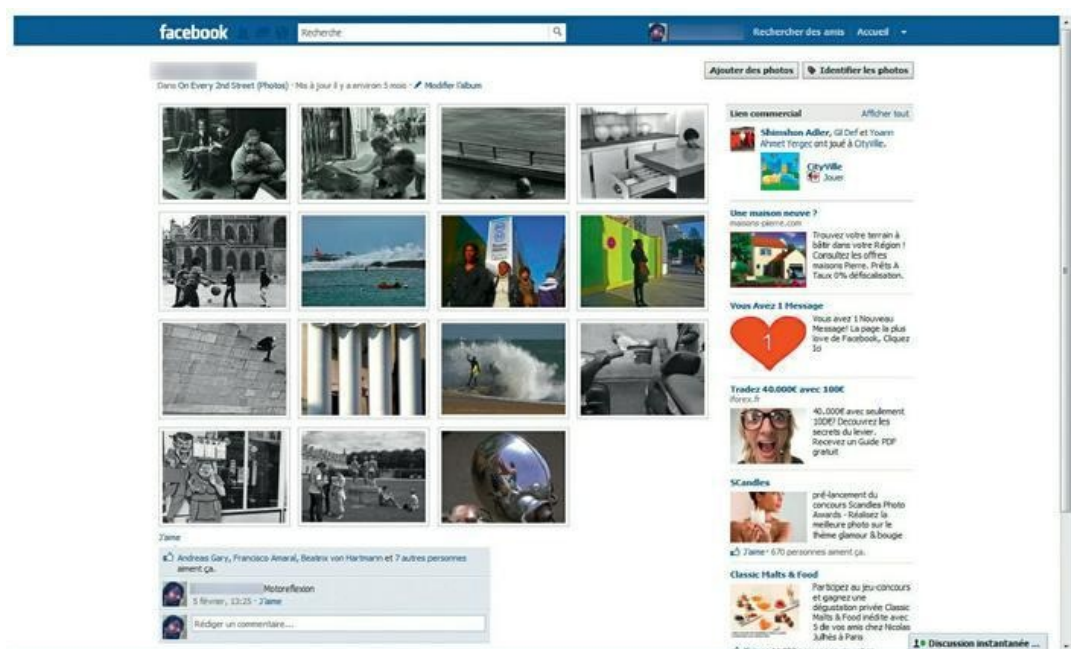 facebook
Recherche
Rechercher des amis
Accueil
Ajouter des photos
Identifier les photos
Dans On Every 2nd Street (Photos) · Mis à jour il y a environ 5 mois · Modifier l'album
J'aime
Andreas Gary, Francisco Amaral, Beatrix von Hartmann et 7 autres personnes
aiment ça.
Motoreflexion
5 février, 13:25 · J'aime
Rédiger un commentaire...
Lien commercial
Afficher tout
Shimshon Adler, Gil Def et Yoann
Ahmet Yergec ont joué à CityVille.
CityVille
Jouer
Une maison neuve ?
maisons-pierre.com
Trouvez votre terrain à
bâtir dans votre Région !
Consultez les offres
maisons Pierre. Prêts A
Taux 0% défiscalisation.
Vous Avez 1 Message
1
Vous avez 1 Nouveau
Message! La page la plus
love de Facebook, Cliquez
Ici
Tradez 40.000€ avec 100€
iforex.fr
40.000€ avec seulement
100€? Decouvrez les
secrets du levier.
Recevez un Guide PDF
gratuit
SCandles
pré-lancement du
concours Scandles Photo
Awards - Réalisez la
meilleure photo sur le
thème glamour & bougie
J'aime · 670 personnes aiment ça.
Classic Malts & Food
Participez au jeu-concours
et gagnez une
dégustation privée Classic
Malts & Food inédite avec
5 de vos amis chez Nicolas
Julhès à Paris
Discussion instantanée ...